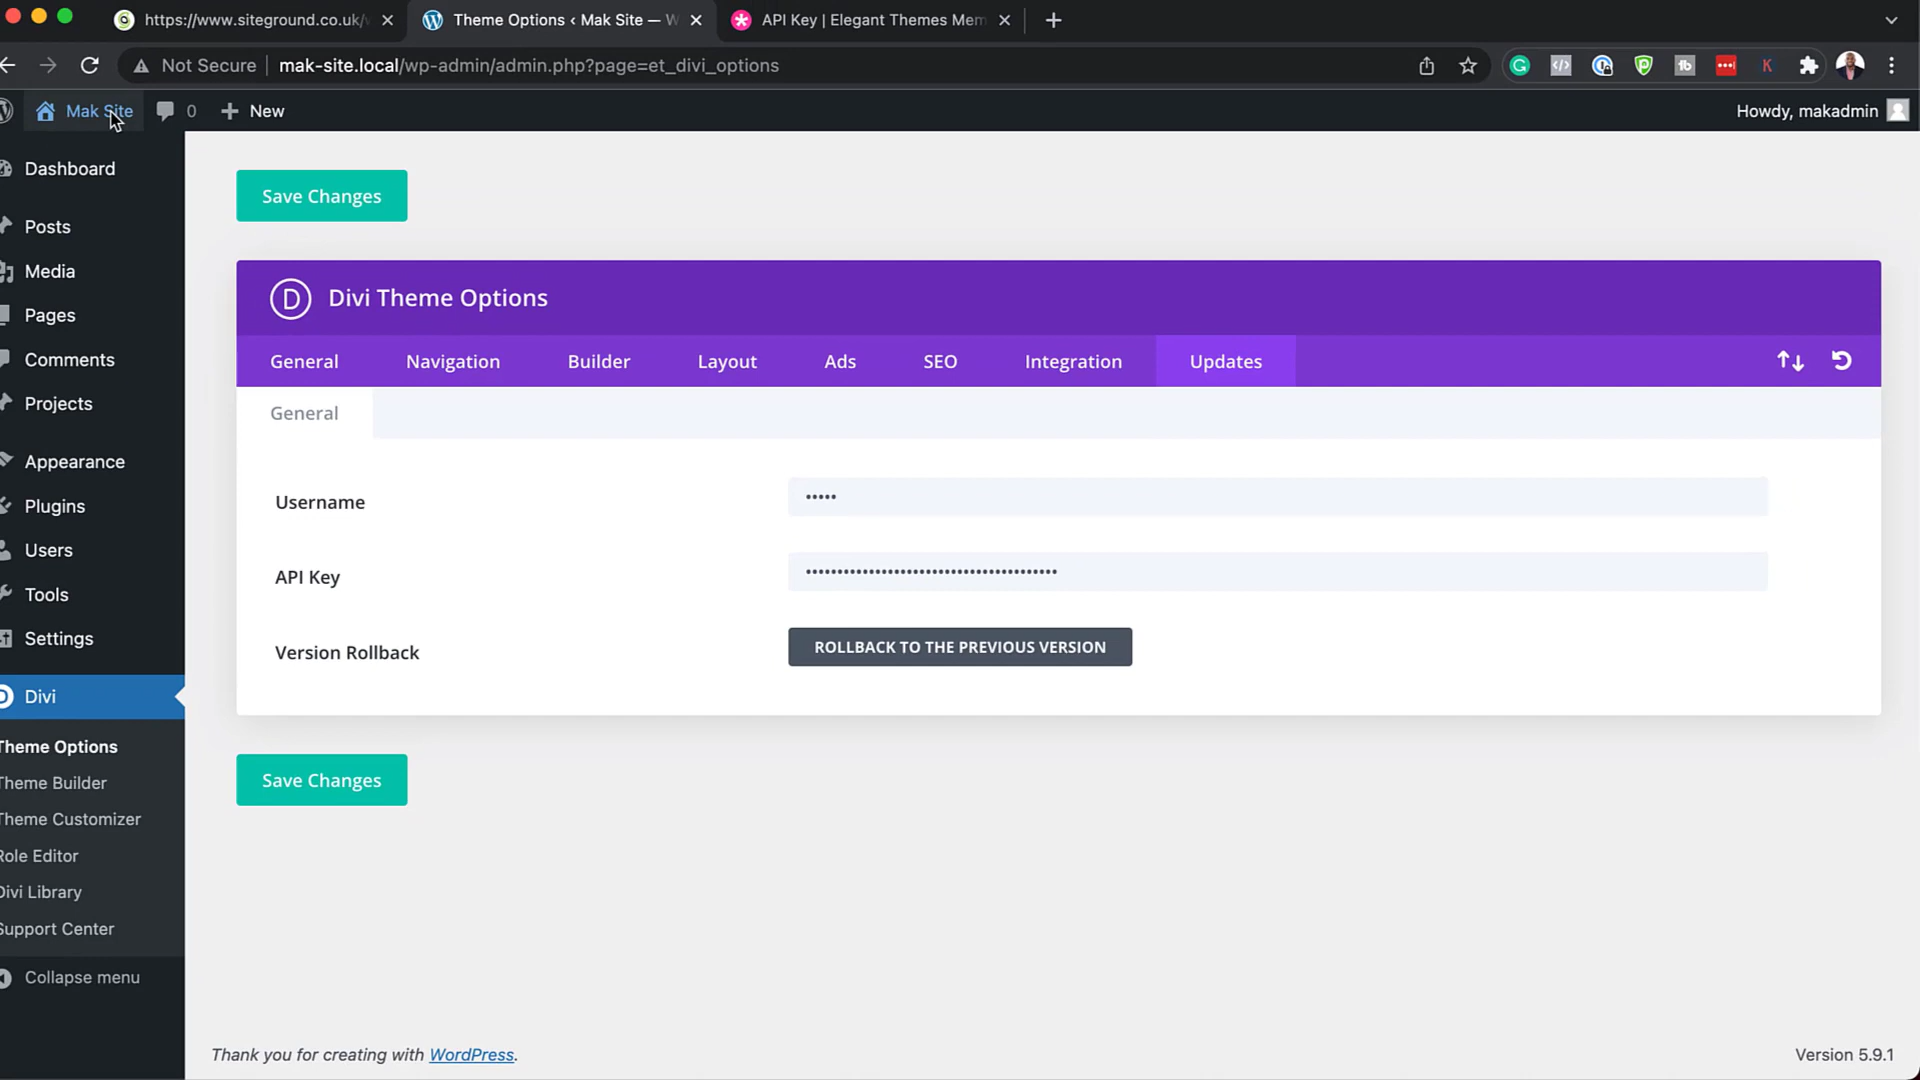 https://www.siteground.co.uk/
Theme Options ‹ Mak Site — W
API Key | Elegant Themes Mem
Not Secure
mak-site.local/wp-admin/admin.php?page=et_divi_options
Mak Site
0
New
Howdy, makadmin
Dashboard
Posts
Media
Pages
Comments
Projects
Appearance
Plugins
Users
Tools
Settings
Divi
Theme Options
Theme Builder
Theme Customizer
Role Editor
Divi Library
Support Center
Collapse menu
Save Changes
D
Divi Theme Options
General
Navigation
Builder
Layout
Ads
SEO
Integration
Updates
General
Username
•••••
API Key
••••••••••••••••••••••••••••••••••••••••
Version Rollback
ROLLBACK TO THE PREVIOUS VERSION
Save Changes
Thank you for creating with WordPress.
Version 5.9.1